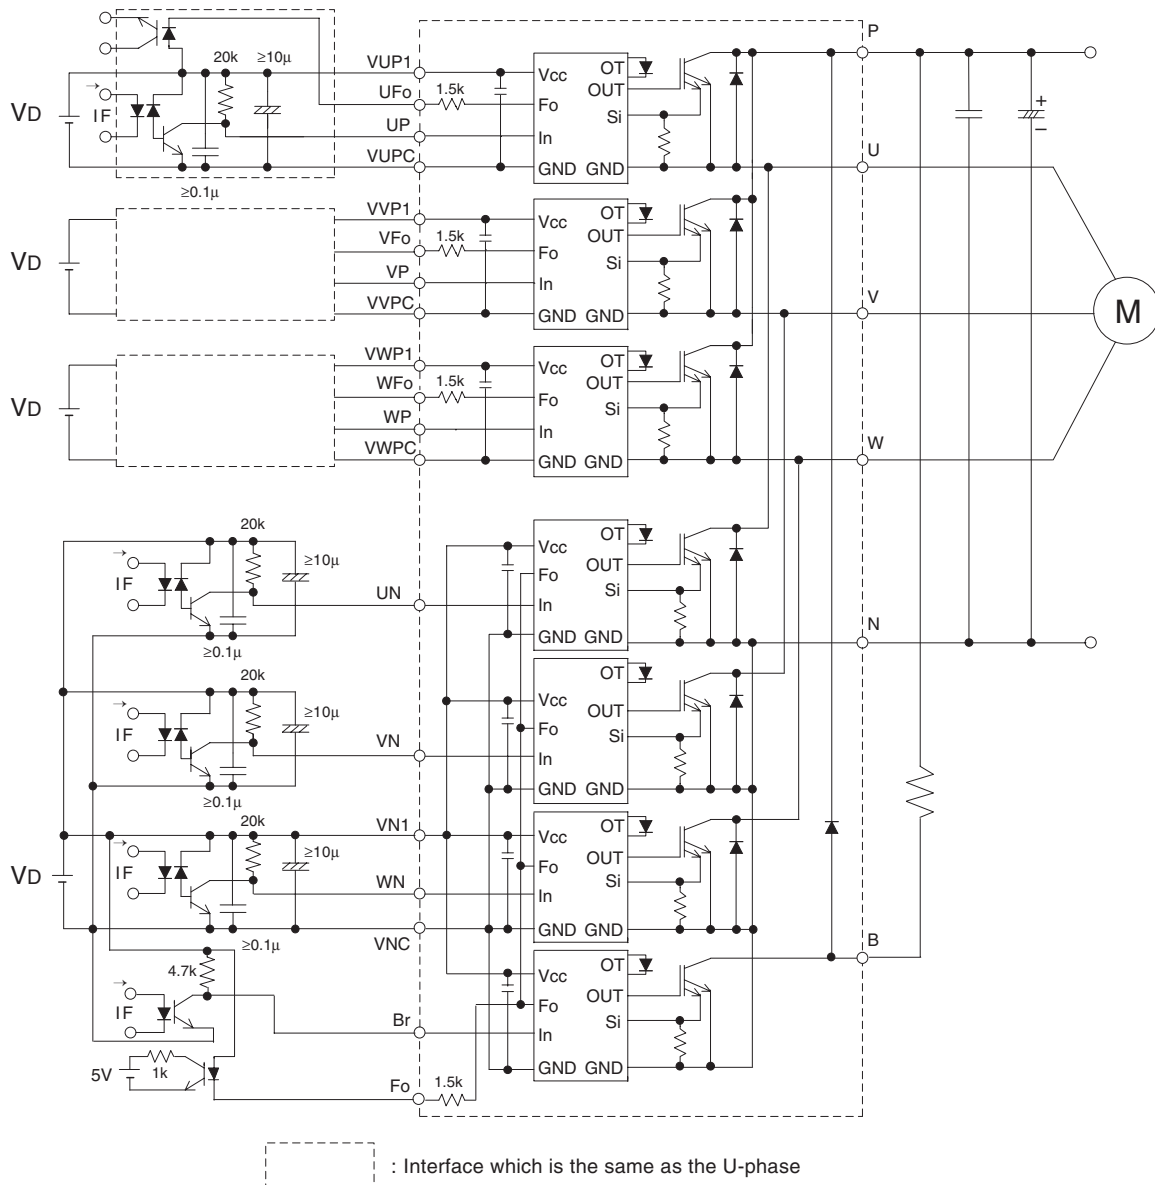 P
20k
≥10μ
VUP1
Vcc
OT
OUT
UFo
1.5k
Fo
Si
VD
IF
UP
In
VUPC
GND GND
U
≥0.1μ
+
–
VVP1
Vcc
OT
OUT
VFo
1.5k
Fo
Si
VD
VP
In
VVPC
GND GND
V
M
VWP1
Vcc
OT
OUT
WFo
1.5k
Fo
Si
VD
WP
In
VWPC
GND GND
W
20k
≥10μ
IF
UN
≥0.1μ
Vcc
OT
OUT
Fo
Si
In
GND GND
N
20k
≥10μ
IF
VN
≥0.1μ
Vcc
OT
OUT
Fo
Si
In
GND GND
20k
≥10μ
VN1
VD
IF
WN
VNC
≥0.1μ
Vcc
OT
OUT
Fo
Si
In
GND GND
B
4.7k
IF
Br
Vcc
OT
OUT
Fo
Si
In
GND GND
5V
1k
Fo
1.5k
: Interface which is the same as the U-phase